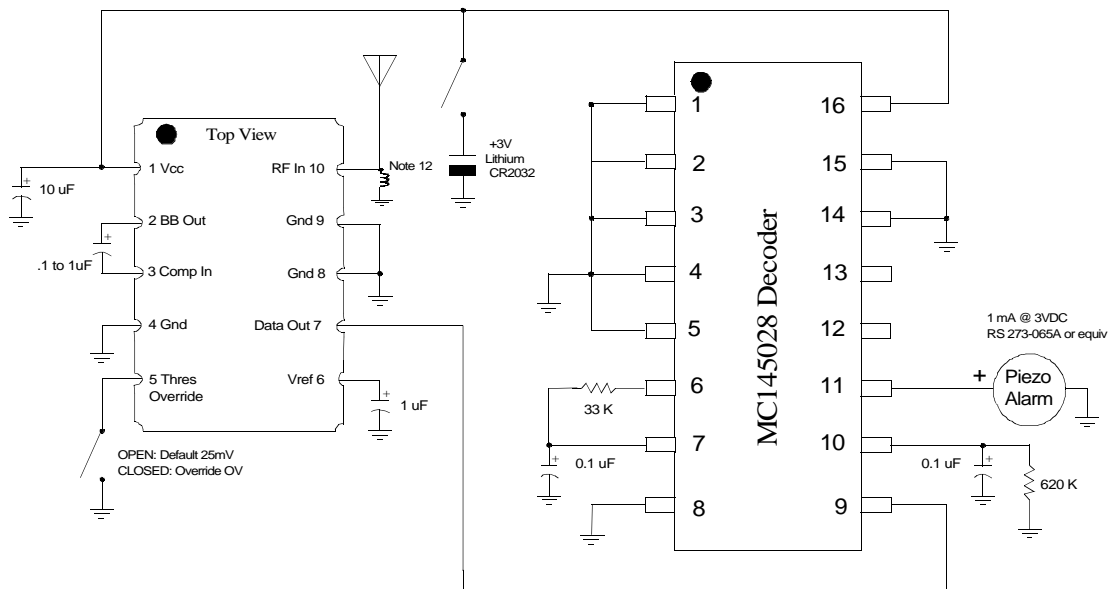 Top View
1 Vcc
RF In 10
Note 12
10 uF
2 BB Out
Gnd 9
.1 to 1uF
3 Comp In
Gnd 8
4 Gnd
Data Out 7
5 Thres
Override
Vref 6
1 uF
OPEN: Default 25mV
CLOSED: Override OV
+3V
Lithium
CR2032
MC145028 Decoder
1
2
3
4
5
6
7
8
16
15
14
13
12
11
10
9
33 K
0.1 uF
1 mA @ 3VDC
RS 273-065A or equiv
+
Piezo
Alarm
0.1 uF
620 K